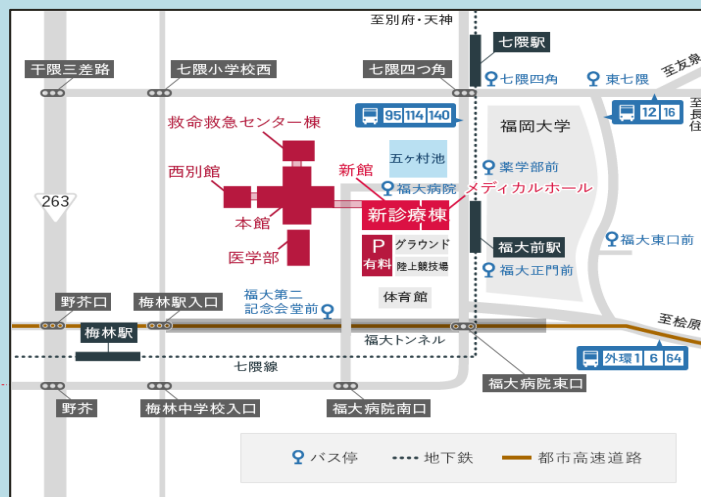 至別府・天神
七隈駅
干隈三差路
七隈小学校西
七隈四つ角
七隈四角
東七隈
至友泉
至長住
95 114 140
12 16
救命救急センター棟
福岡大学
五ヶ村池
西別館
新館
薬学部前
福大病院
メディカルホール
263
本館
新診療棟
医学部
P
有料
グラウンド
陸上競技場
福大前駅
福大東口前
福大正門前
体育館
福大第二
記念会堂前
野芥口
梅林駅入口
梅林駅
至桧原
福大トンネル
七隈線
外環1 6 64
福大病院東口
野芥
梅林中学校入口
福大病院南口
バス停
地下鉄
都市高速道路